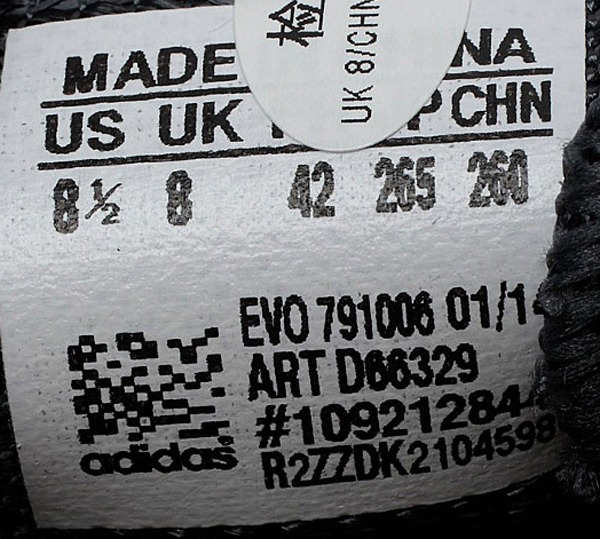 MADE NA
US UK P CHN
8½ 8 42 265 260
UK 8/CHN
EVO 791006 01/1
ART D66329
#109212844
R2ZZDK2104598
adidas